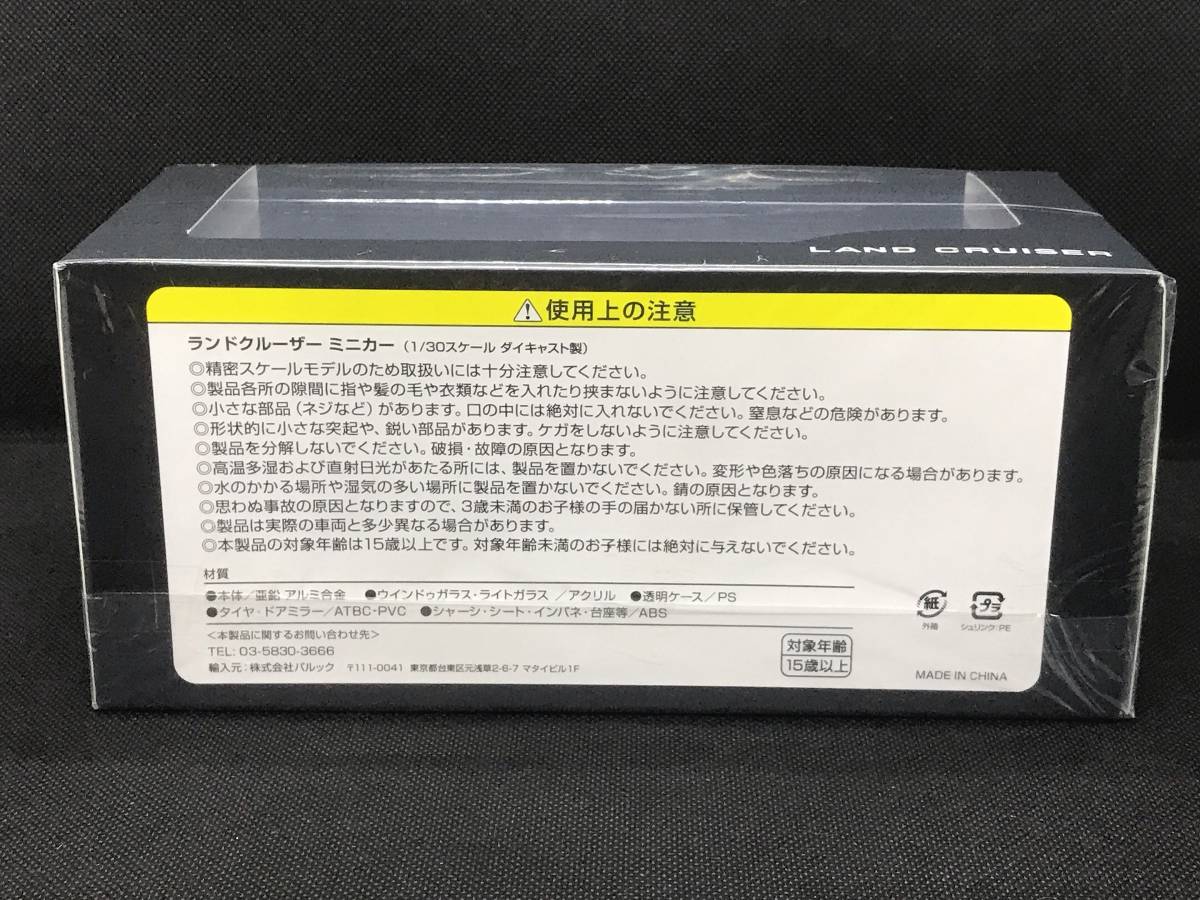 LAND CRUISER
⚠使用上の注意
ランドクルーザー ミニカー（1/30スケール ダイキャスト製）
◎精密スケールモデルのため取扱いには十分注意してください。
◎製品各所の隙間に指や髪の毛や衣類などを入れたり挟まないように注意してください。
◎小さな部品（ネジなど）があります。口の中には絶対に入れないでください。窒息などの危険があります。
◎形状的に小さな突起や、鋭い部品があります。ケガをしないように注意してください。
◎製品を分解しないでください。破損・故障の原因となります。
◎高温多湿および直射日光があたる所には、製品を置かないでください。変形や色落ちの原因になる場合があります。
◎水のかかる場所や湿気の多い場所に製品を置かないでください。錆の原因となります。
◎思わぬ事故の原因となりますので、3歳未満のお子様の手の届かない所に保管してください。
◎製品は実際の車両と多少異なる場合があります。
◎本製品の対象年齢は15歳以上です。対象年齢未満のお子様には絶対に与えないでください。
材質
●本体／亜鉛 アルミ合金 ●ウインドゥガラス・ライトガラス ／アクリル ●透明ケース／PS
●タイヤ・ドアミラー／ATBC・PVC ●シャーシ・シート・インパネ・台座等／ABS
＜本製品に関するお問い合わせ先＞
TEL: 03-5830-3666
輸入元：株式会社パルック 〒111-0041 東京都台東区元浅草2-6-7 マタイビル1F
対象年齢
15歳以上
紙
外箱
プラ
シュリンク：PE
MADE IN CHINA